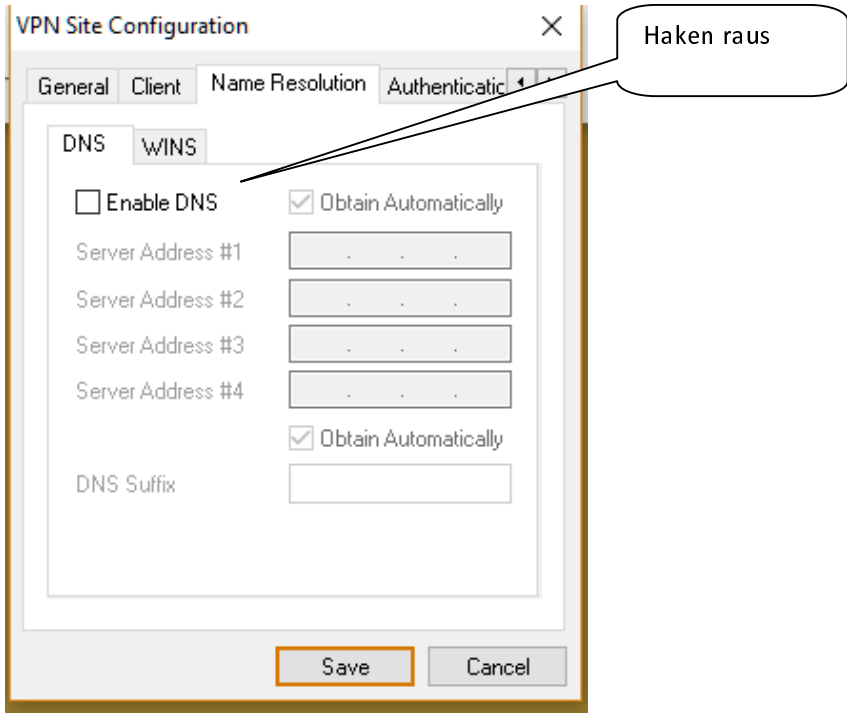 VPN Site Configuration
Haken raus
General Client Name Resolution Authenticatic
DNS WINS
Enable DNS Obtain Automatically
Server Address #1
Server Address #2
Server Address #3
Server Address #4
Obtain Automatically
DNS Suffix
Save Cancel